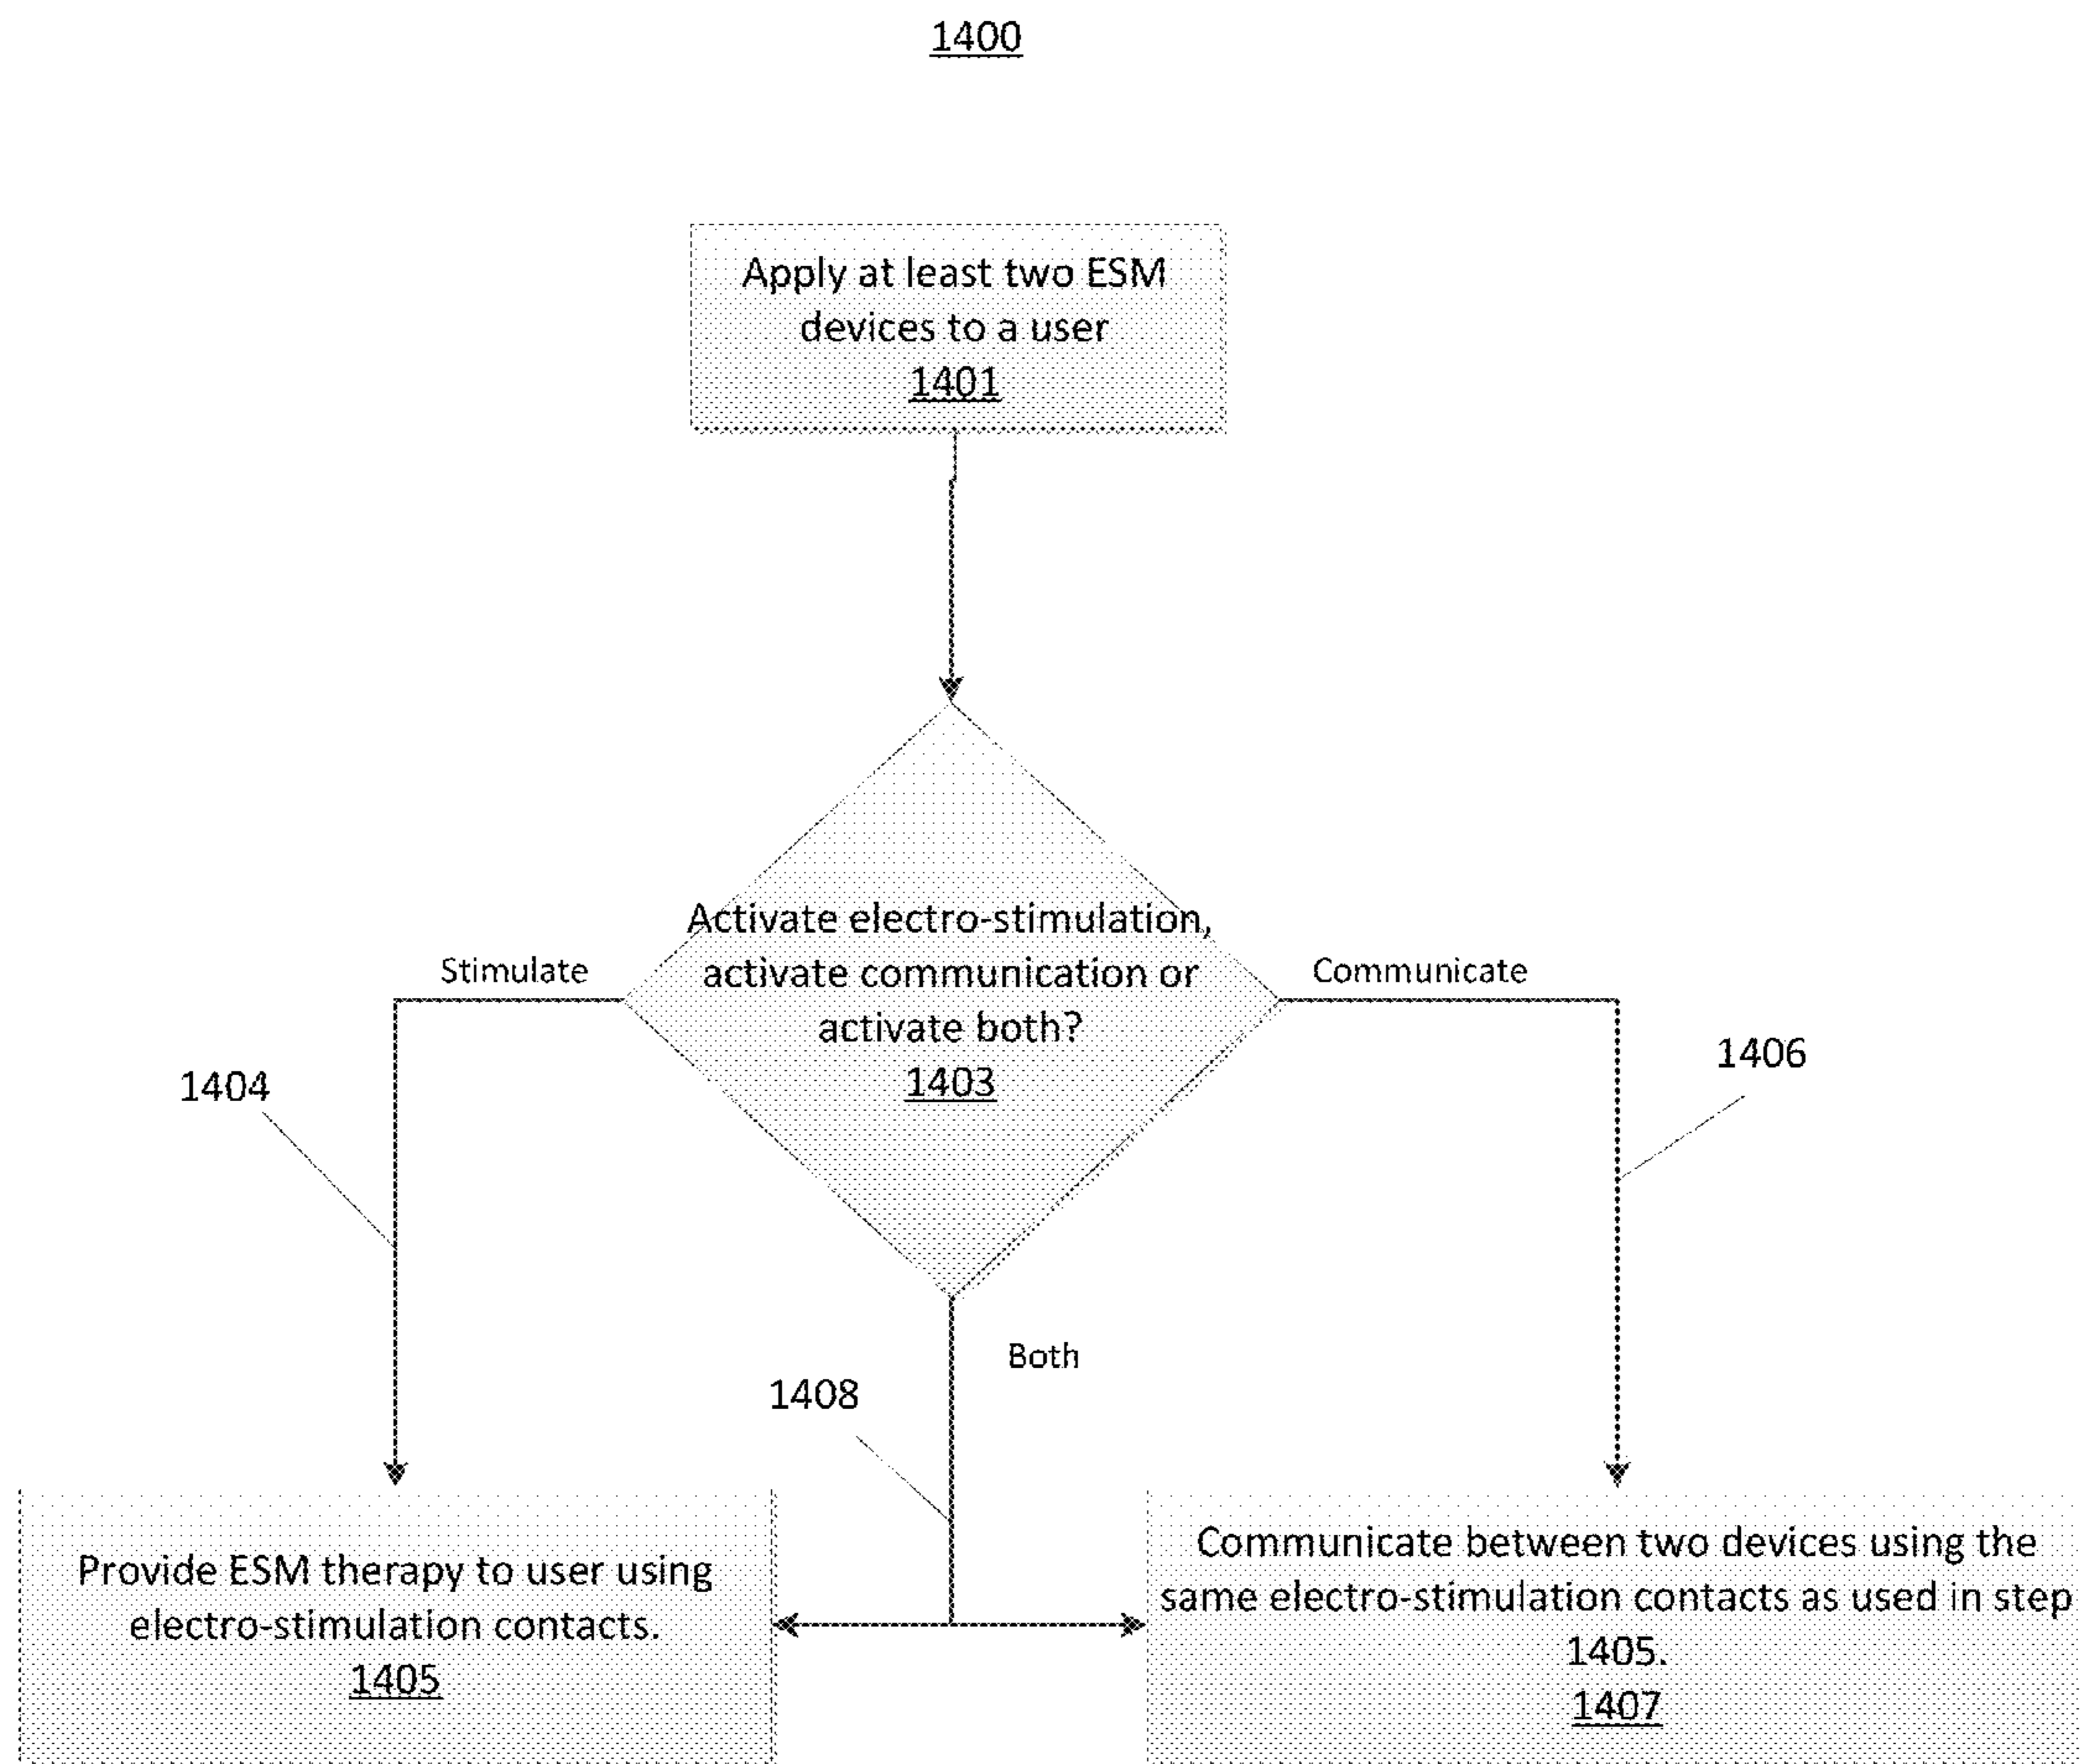 1400
Apply at least two ESM
devices to a user
1401
Activate electro-stimulation,
activate communication or
activate both?
1403
Stimulate
Communicate
1404
1406
Both
1408
Provide ESM therapy to user using
electro-stimulation contacts.
1405
Communicate between two devices using the
same electro-stimulation contacts as used in step
1405.
1407